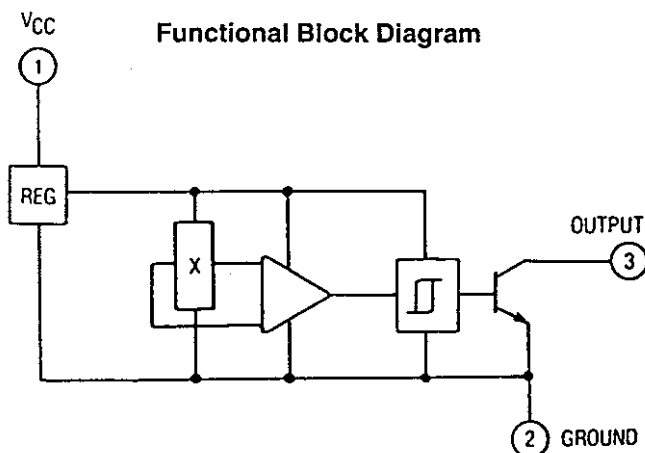 VCC
Functional Block Diagram
1
REG
X
OUTPUT
3
2 GROUND